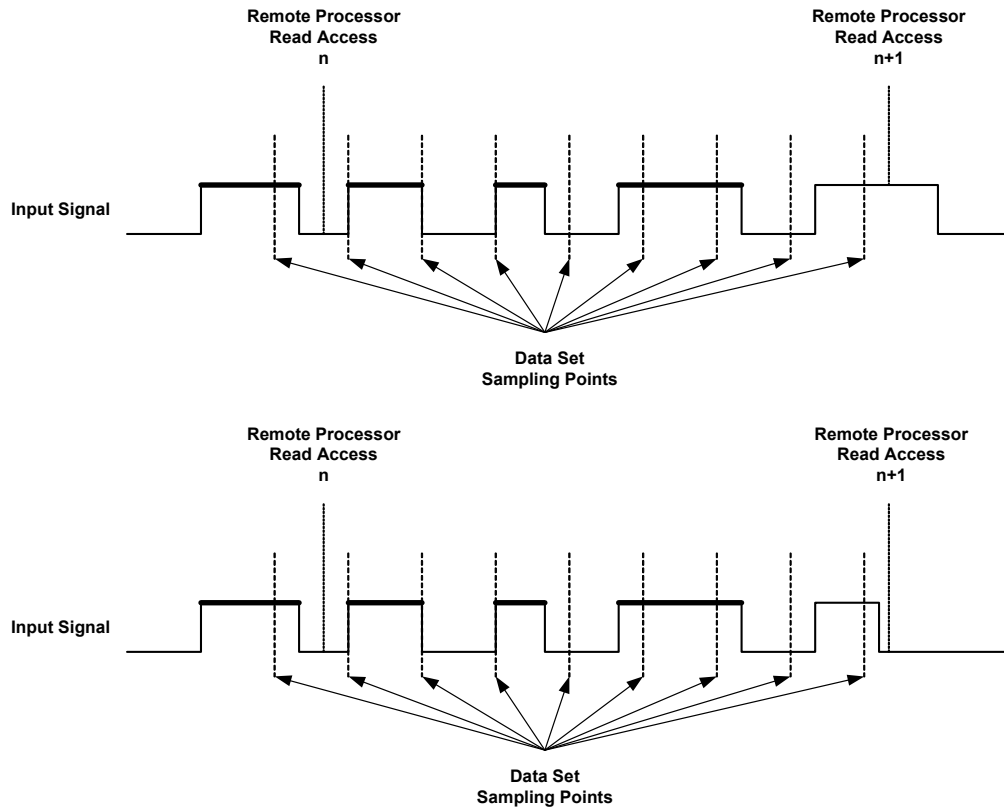 Remote Processor
Read Access
n
Remote Processor
Read Access
n+1
Input Signal
Data Set
Sampling Points
Remote Processor
Read Access
n
Remote Processor
Read Access
n+1
Input Signal
Data Set
Sampling Points